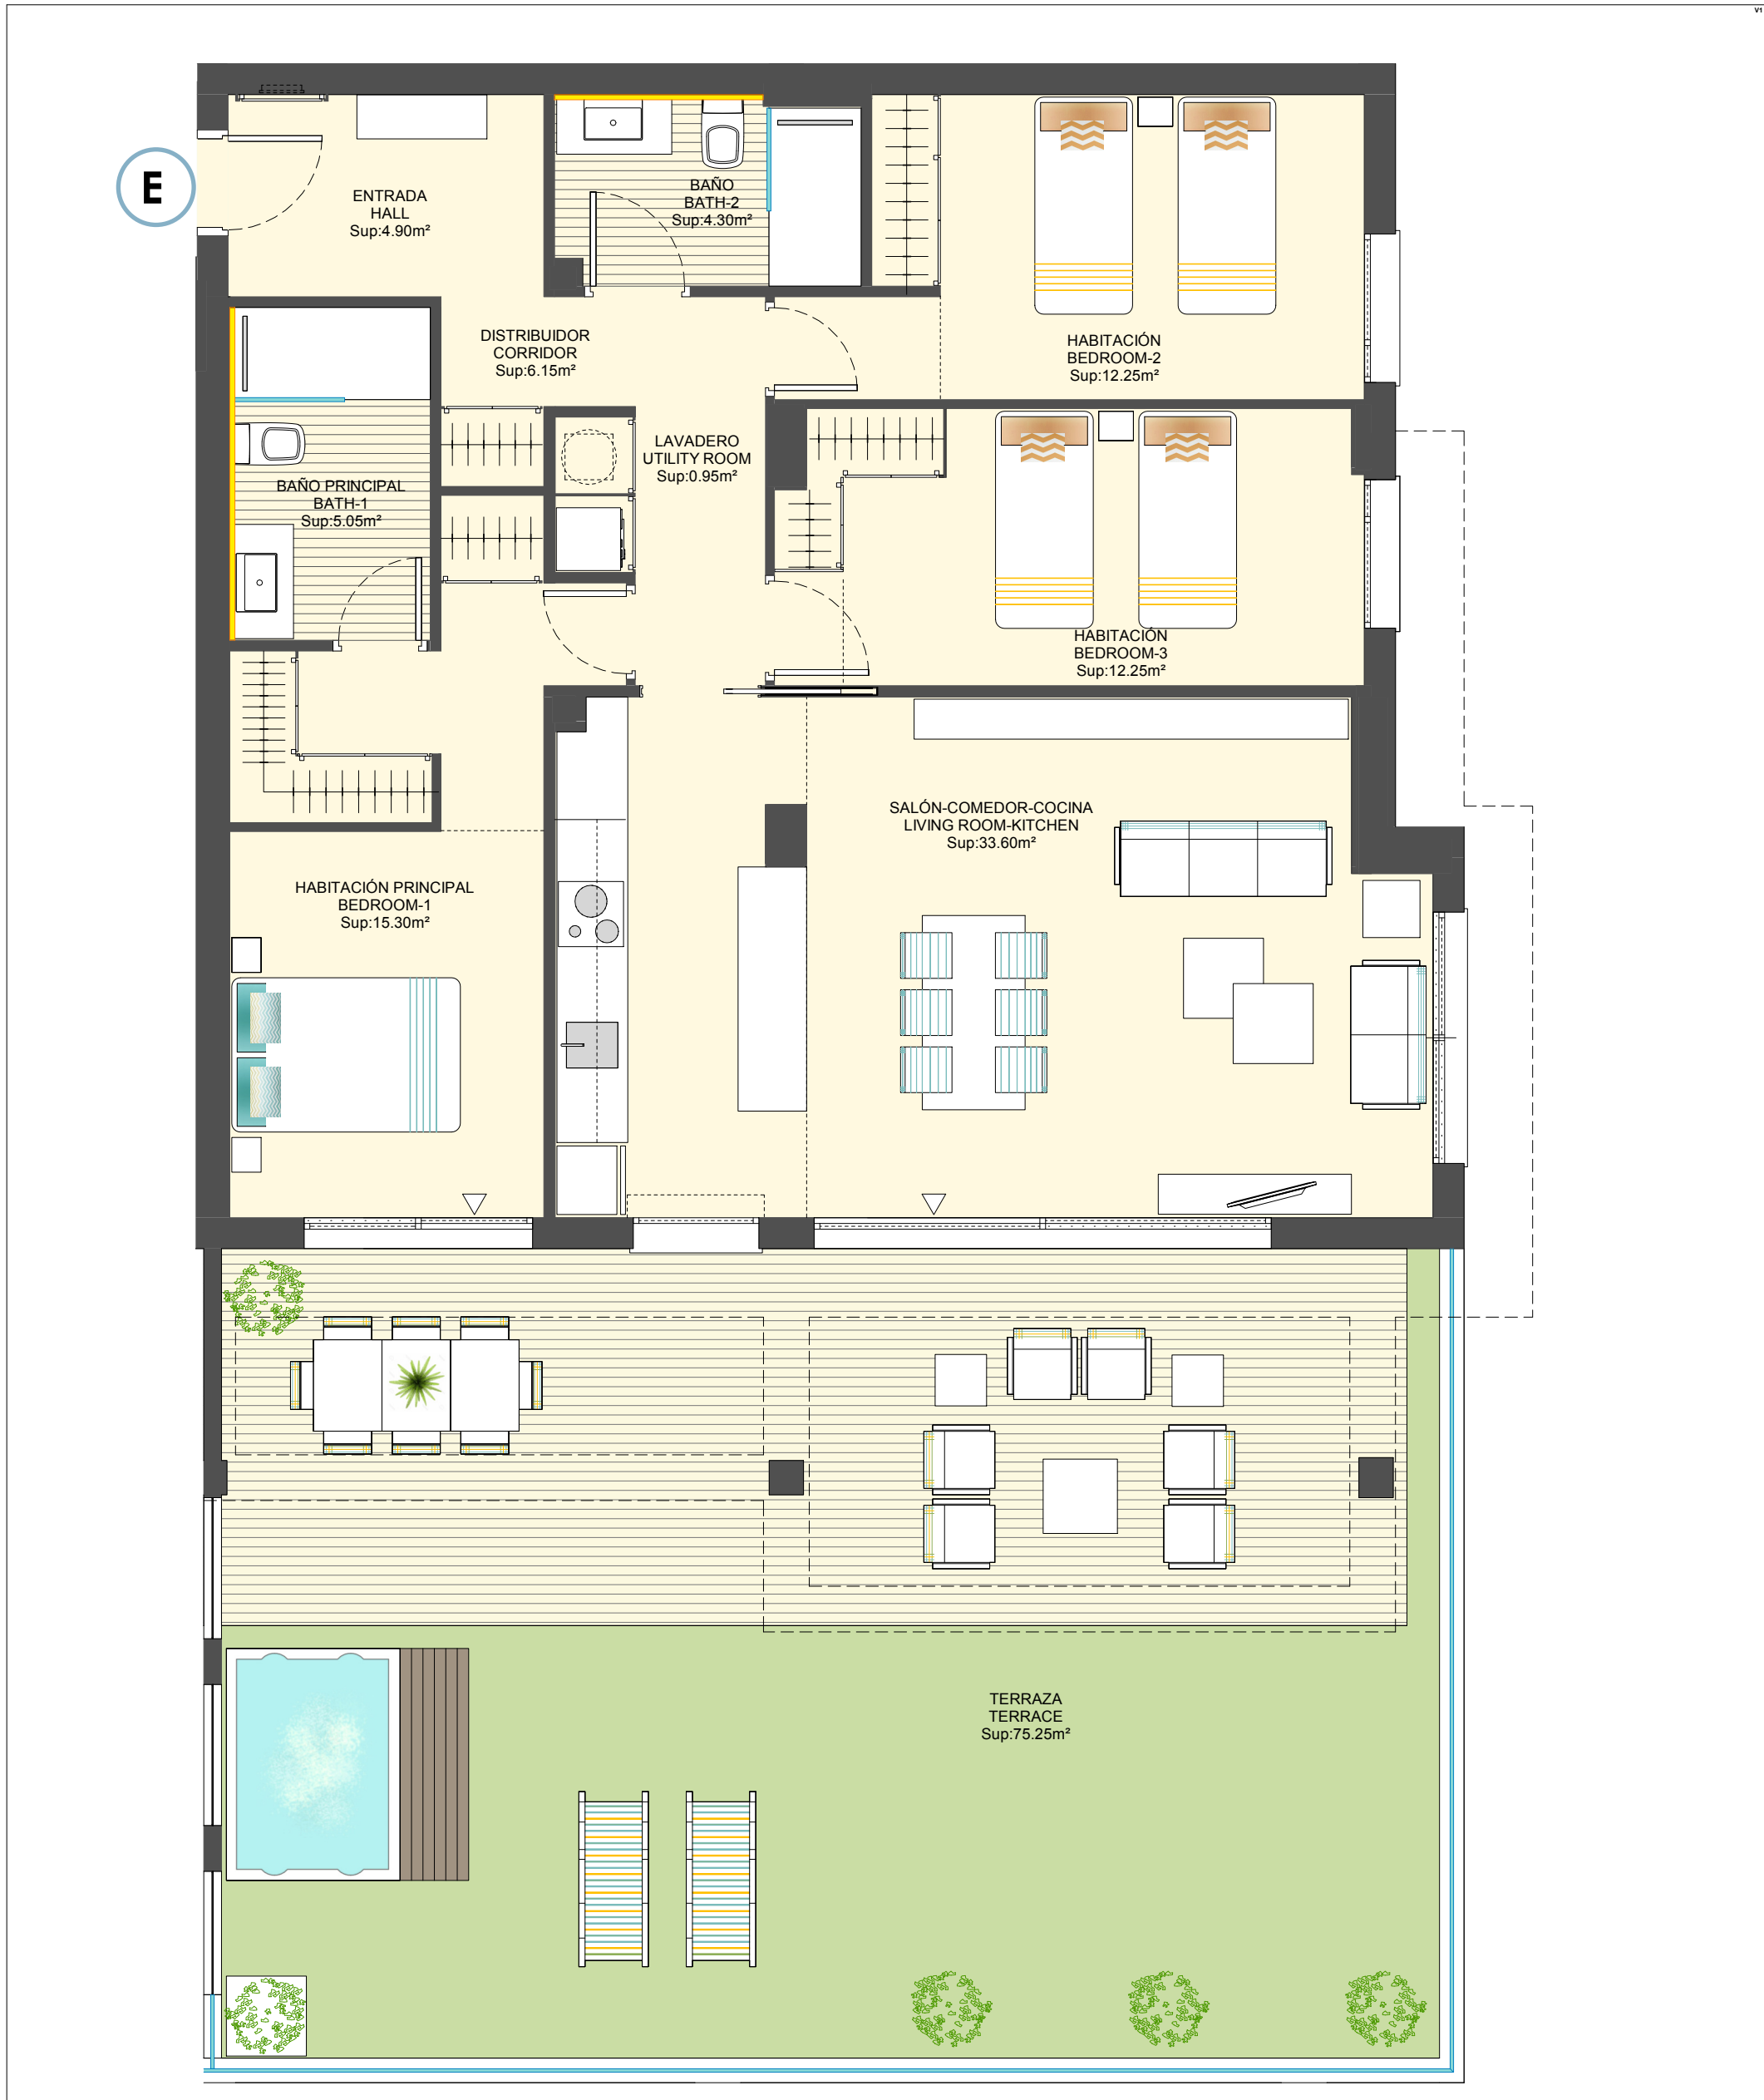 V1
E
ENTRADA
HALL
Sup:4.90m²
BAÑO
BATH-2
Sup:4.30m²
DISTRIBUIDOR
CORRIDOR
Sup:6.15m²
HABITACIÓN
BEDROOM-2
Sup:12.25m²
LAVADERO
UTILITY ROOM
Sup:0.95m²
BAÑO PRINCIPAL
BATH-1
Sup:5.05m²
HABITACIÓN
BEDROOM-3
Sup:12.25m²
SALÓN-COMEDOR-COCINA
LIVING ROOM-KITCHEN
Sup:33.60m²
HABITACIÓN PRINCIPAL
BEDROOM-1
Sup:15.30m²
TERRAZA
TERRACE
Sup:75.25m²